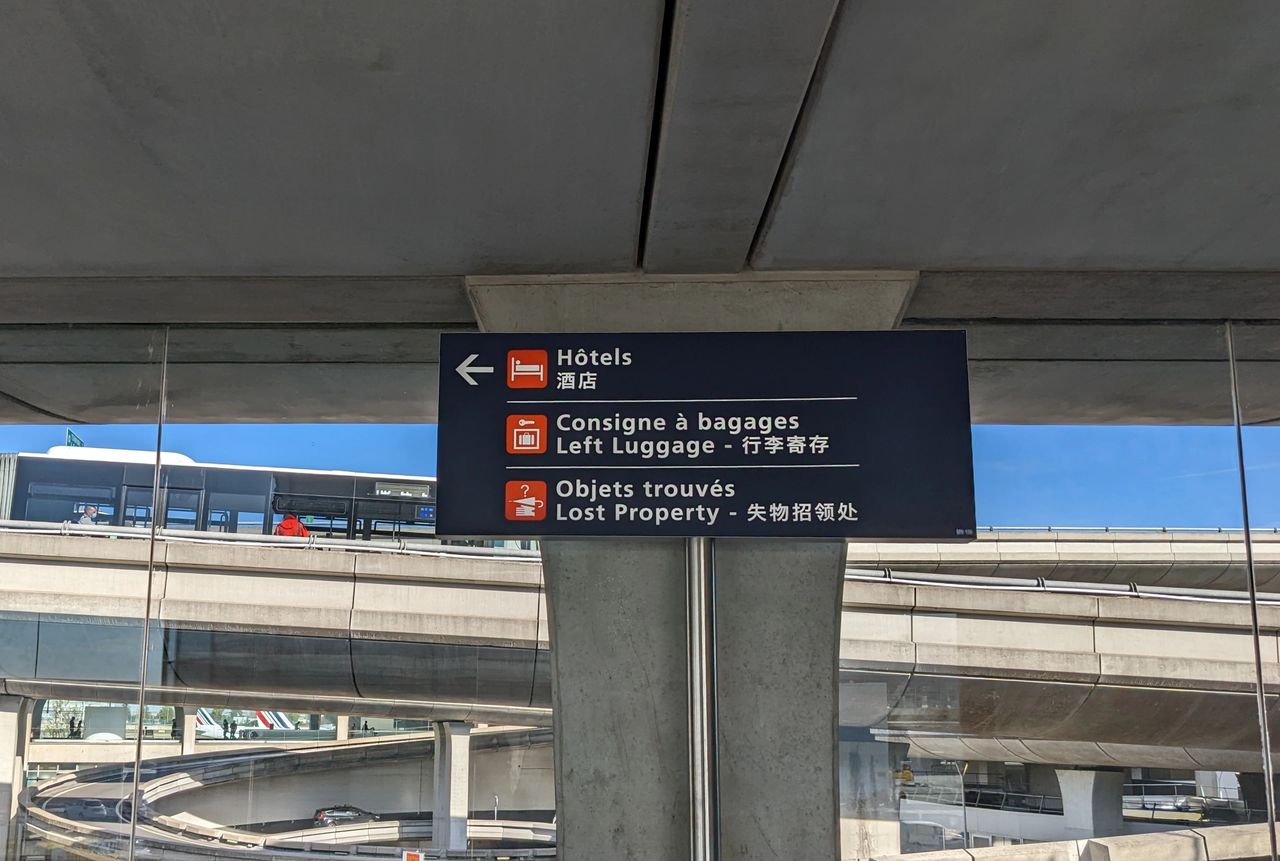 Hôtels
酒店
Consigne à bagages
Left Luggage - 行李寄存
Objets trouvés
Lost Property - 失物招领处